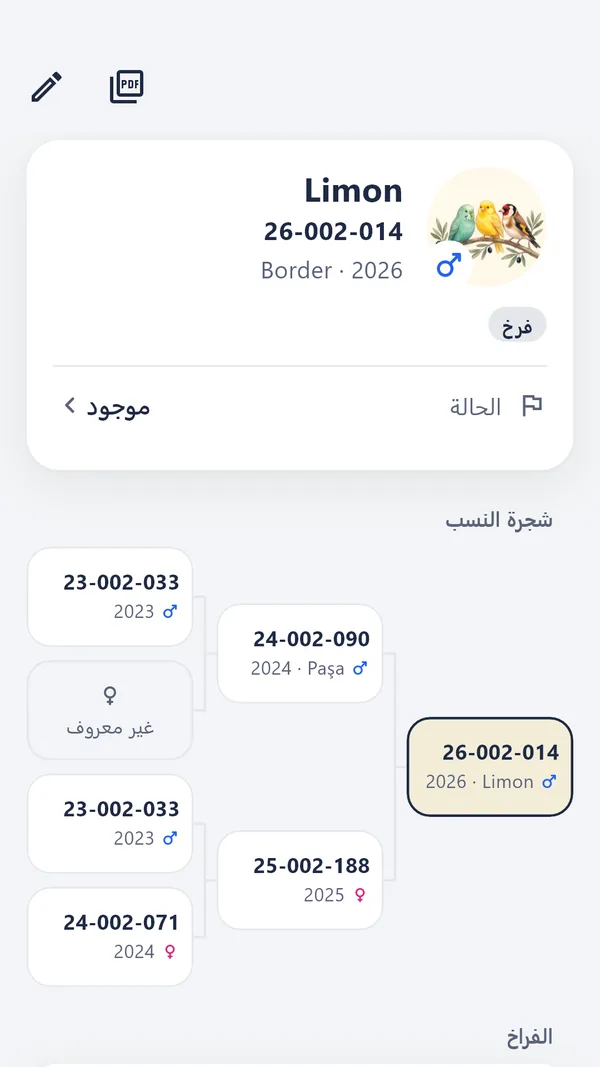 PDF
Limon
26-002-014
Border · 2026
فرخ
الحالة
موجود
شجرة النسب
26-002-014
2026 · Limon
24-002-090
2024 · Paşa
25-002-188
2025
23-002-033
2023
غير معروف
23-002-033
2023
24-002-071
2024
الفراخ